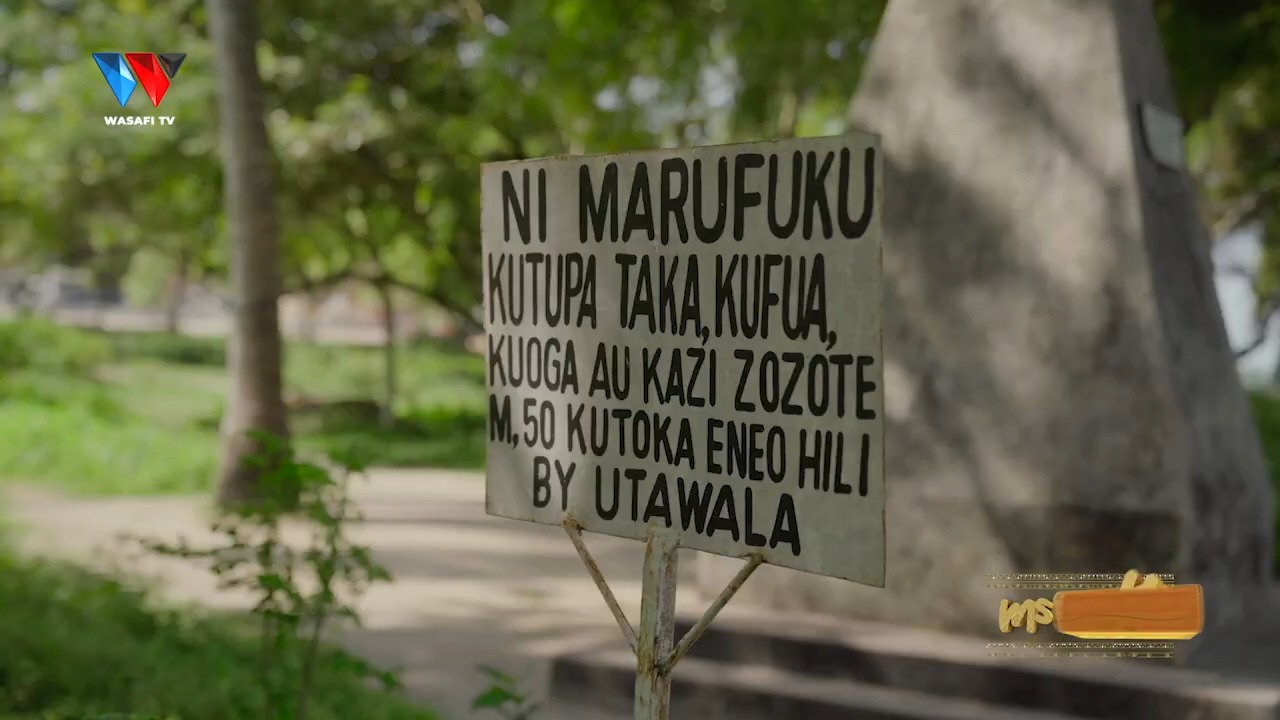 WASAFI TV
NI MARUFUKU
KUTUPA TAKA, KUFUA,
KUOGA AU KAZI ZOZOTE
M, 50 KUTOKA ENEO HILI
BY UTAWALA